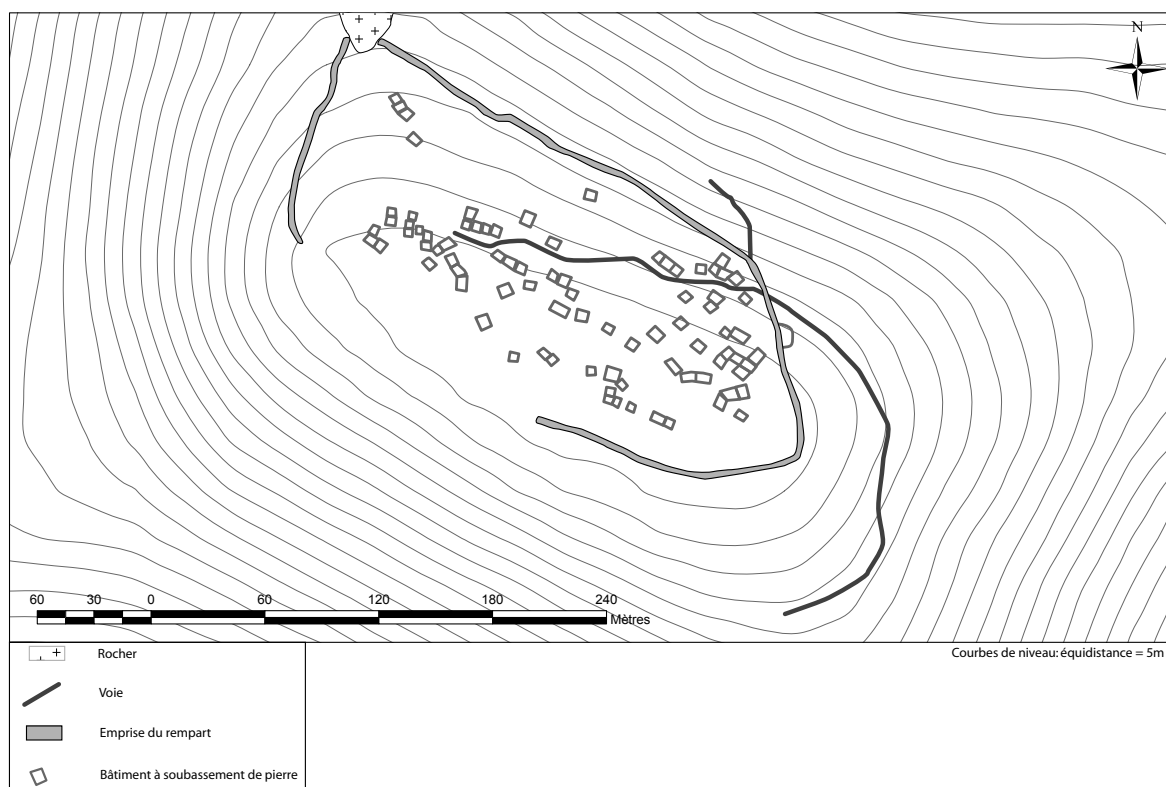 N
60 30 0 60 120 180 240
Mètres
Courbes de niveau: équidistance = 5m
Rocher
Voie
Emprise du rempart
Bâtiment à soubassement de pierre